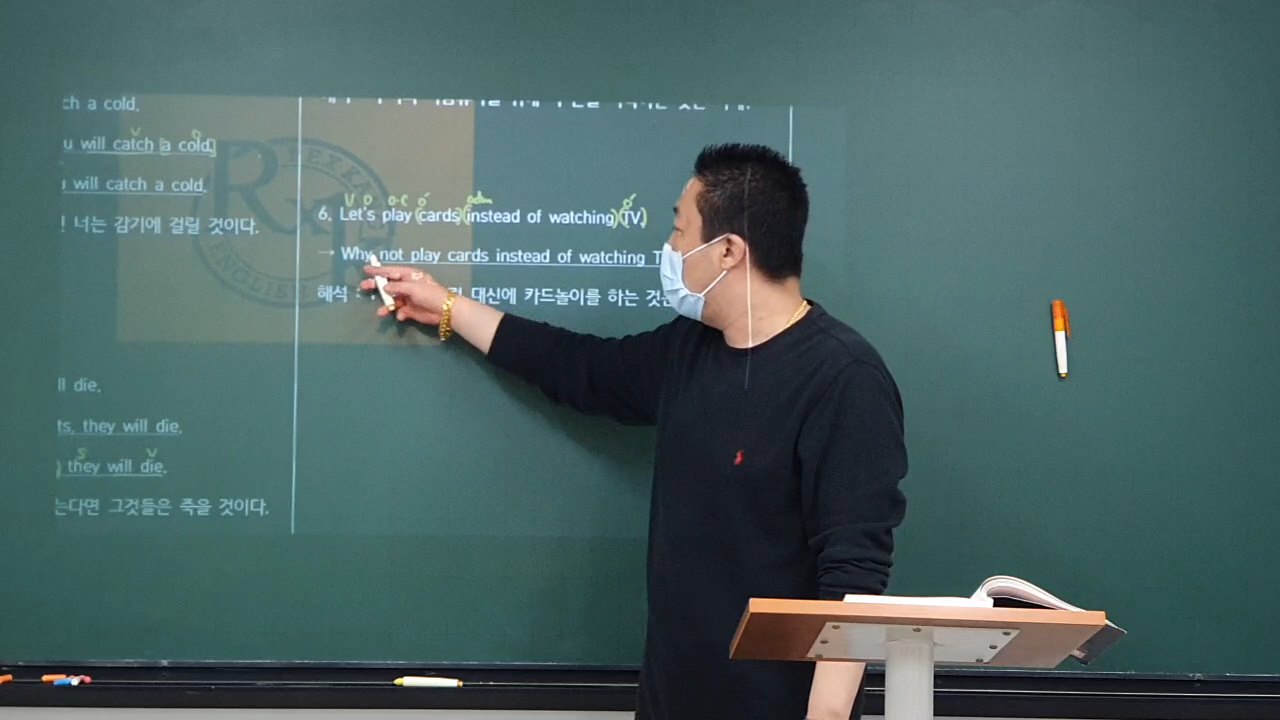 ch a cold.
u will catch a cold.
u will catch a cold.
너는 감기에 걸릴 것이다.
ll die.
ts, they will die.
they will die.
는다면 그것들은 죽을 것이다.
6. Let's play cards instead of watching TV
→ Why not play cards instead of watching T
해석 : 대신에 카드놀이를 하는 것은
ENGLISH